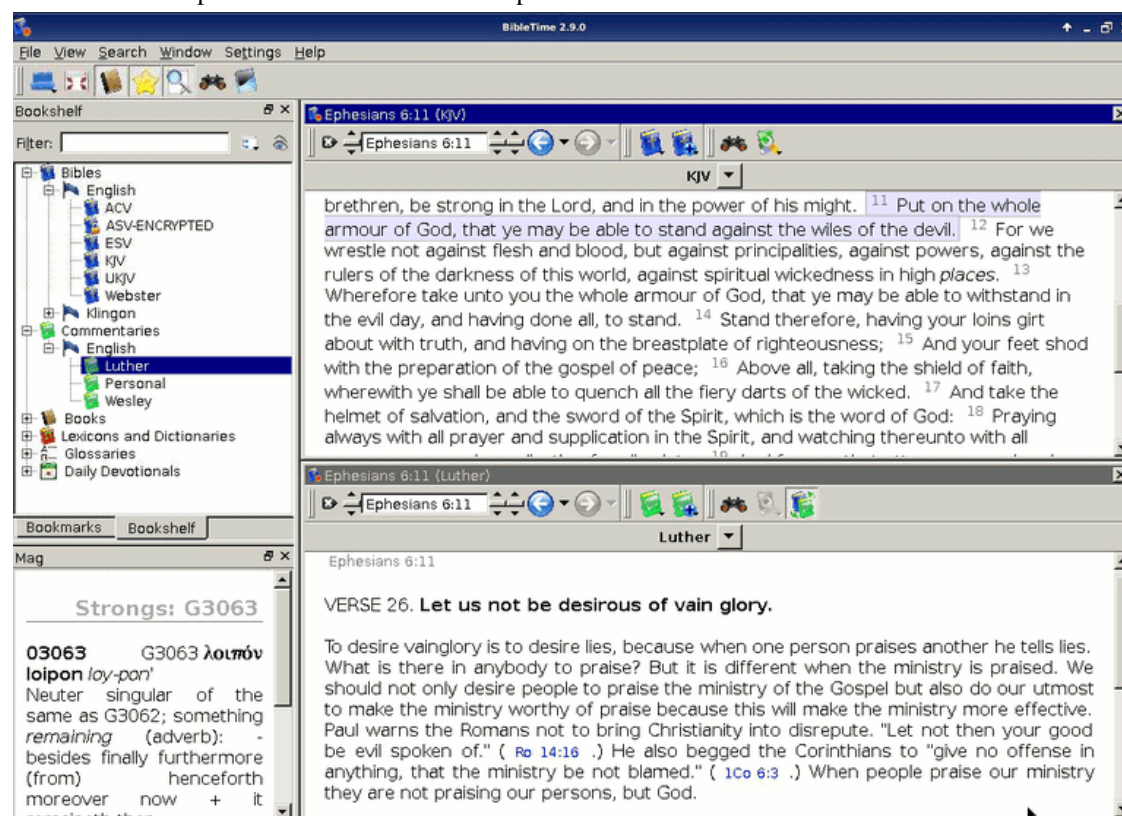 BibleTime 2.9.0
File View Search Window Settings Help
Bookshelf
Filter:
Bibles
English
ACV
ASV-ENCRYPTED
ESV
KJV
UKJV
Webster
Klingon
Commentaries
English
Luther
Personal
Wesley
Books
Lexicons and Dictionaries
Glossaries
Daily Devotionals
Bookmarks Bookshelf
Mag
Strongs: G3063
03063 G3063 λοιπόν
loipon loy-pon'
Neuter singular of the
same as G3062; something
remaining (adverb): -
besides finally furthermore
(from) henceforth
moreover now + it
Ephesians 6:11 (KJV)
Ephesians 6:11
KJV
brethren, be strong in the Lord, and in the power of his might. 11 Put on the whole
armour of God, that ye may be able to stand against the wiles of the devil. 12 For we
wrestle not against flesh and blood, but against principalities, against powers, against the
rulers of the darkness of this world, against spiritual wickedness in high places. 13
Wherefore take unto you the whole armour of God, that ye may be able to withstand in
the evil day, and having done all, to stand. 14 Stand therefore, having your loins girt
about with truth, and having on the breastplate of righteousness; 15 And your feet shod
with the preparation of the gospel of peace; 16 Above all, taking the shield of faith,
wherewith ye shall be able to quench all the fiery darts of the wicked. 17 And take the
helmet of salvation, and the sword of the Spirit, which is the word of God: 18 Praying
always with all prayer and supplication in the Spirit, and watching thereunto with all
Ephesians 6:11 (Luther)
Ephesians 6:11
Luther
Ephesians 6:11
VERSE 26. Let us not be desirous of vain glory.
To desire vainglory is to desire lies, because when one person praises another he tells lies.
What is there in anybody to praise? But it is different when the ministry is praised. We
should not only desire people to praise the ministry of the Gospel but also do our utmost
to make the ministry worthy of praise because this will make the ministry more effective.
Paul warns the Romans not to bring Christianity into disrepute. "Let not then your good
be evil spoken of." ( Ro 14:16 .) He also begged the Corinthians to "give no offense in
anything, that the ministry be not blamed." ( 1Co 6:3 .) When people praise our ministry
they are not praising our persons, but God.